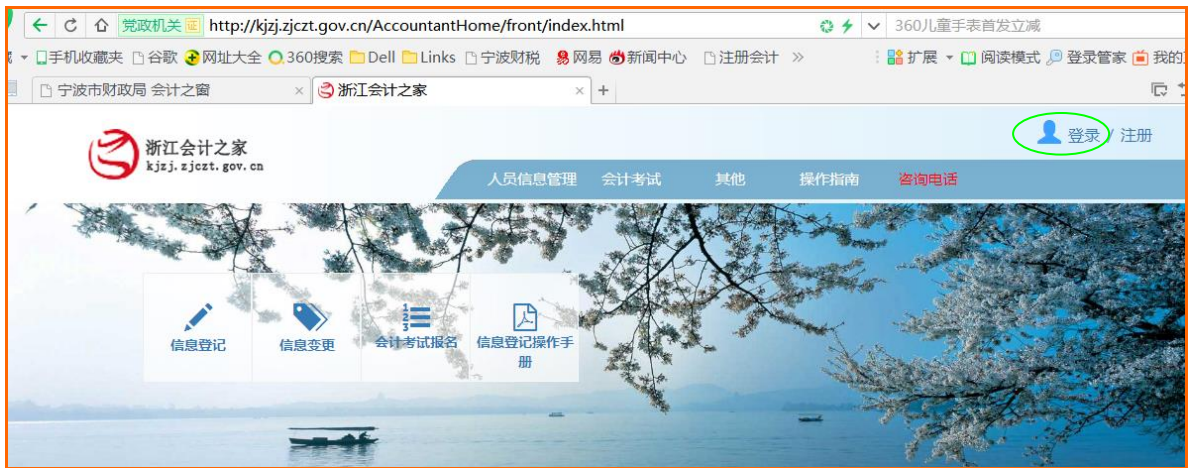 党政机关 http://kjzj.zjczt.gov.cn/AccountantHome/front/index.html 360儿童手表首发立减
手机收藏夹 谷歌 网址大全 360搜索 Dell Links 宁波财税 网易 新闻中心 注册会计 » 扩展 阅读模式 登录管家 我的
宁波市财政局 会计之窗 × 浙江会计之家 × +
登录 / 注册
浙江会计之家
kjzj.zjczt.gov.cn
人员信息管理 会计考试 其他 操作指南 咨询电话
信息登记 信息变更 会计考试报名 信息登记操作手
册